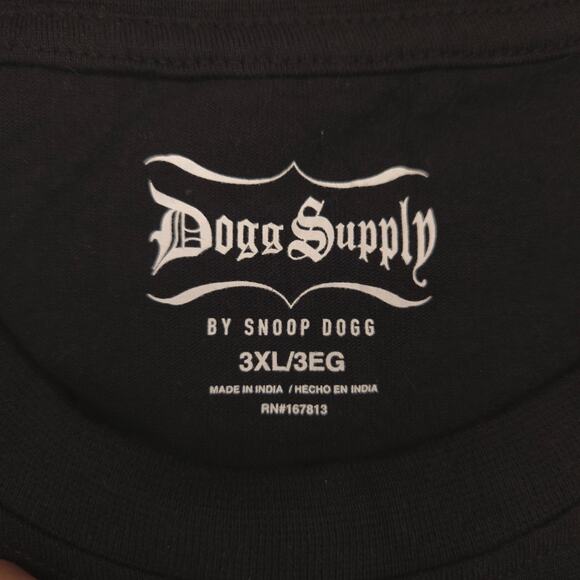 Dogg Supply
BY SNOOP DOGG
3XL/3EG
MADE IN INDIA / HECHO EN INDIA
RN#167813